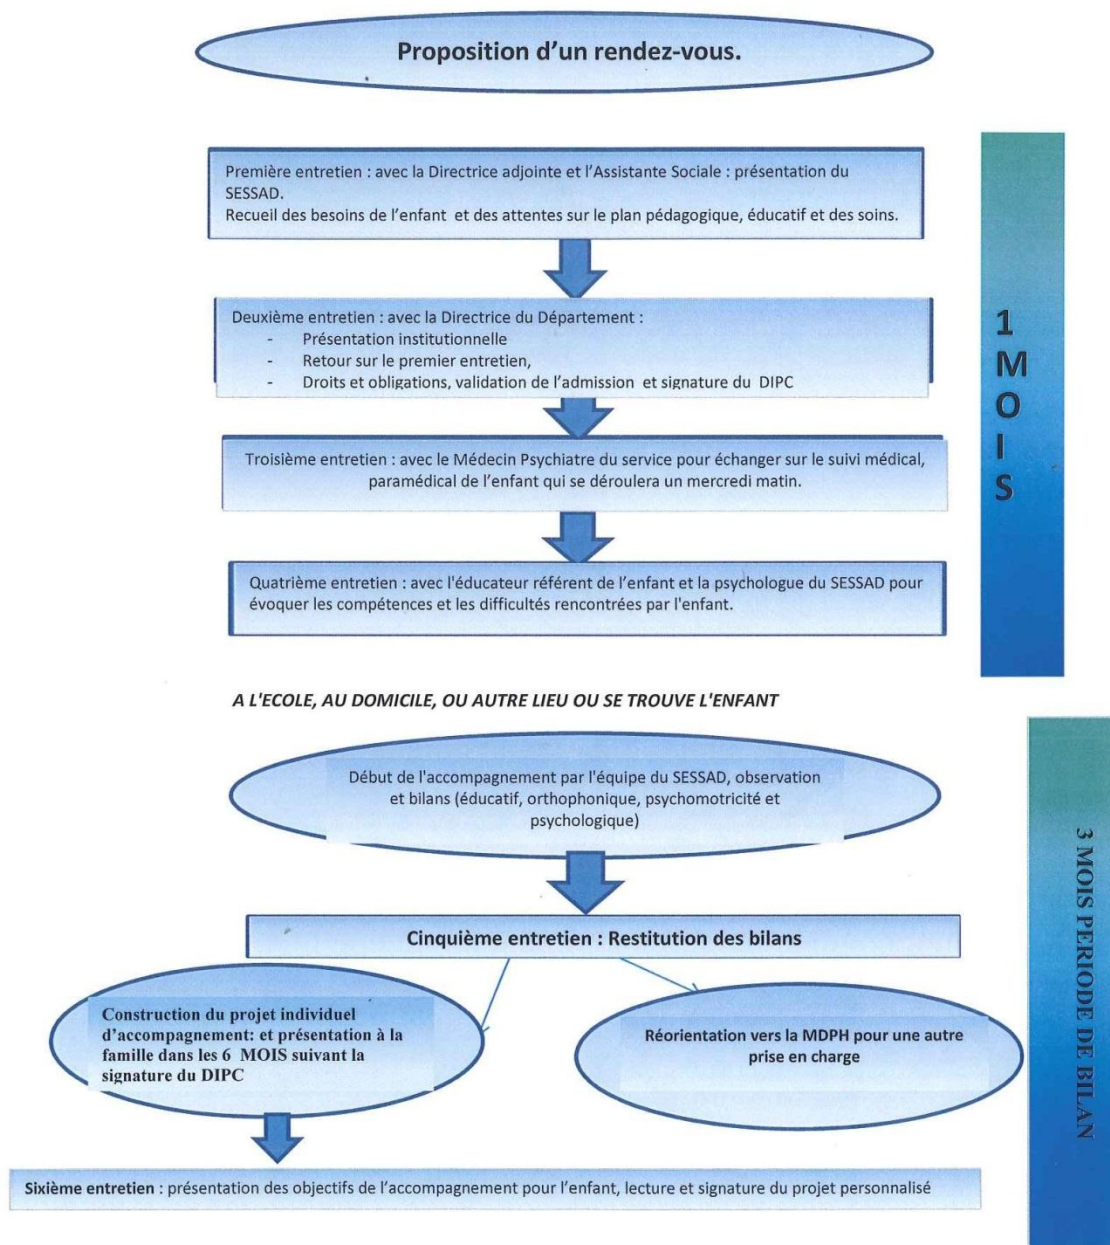 Proposition d’un rendez-vous.
Première entretien : avec la Directrice adjointe et l’Assistante Sociale : présentation du
SESSAD.
Recueil des besoins de l’enfant et des attentes sur le plan pédagogique, éducatif et des soins.
Deuxième entretien : avec la Directrice du Département :
- Présentation institutionnelle
- Retour sur le premier entretien,
- Droits et obligations, validation de l’admission et signature du DIPC
Troisième entretien : avec le Médecin Psychiatre du service pour échanger sur le suivi médical,
paramédical de l’enfant qui se déroulera un mercredi matin.
Quatrième entretien : avec l'éducateur référent de l’enfant et la psychologue du SESSAD pour
évoquer les compétences et les difficultés rencontrées par l'enfant.
1 MOIS
A L'ECOLE, AU DOMICILE, OU AUTRE LIEU OU SE TROUVE L'ENFANT
Début de l'accompagnement par l'équipe du SESSAD, observation
et bilans (éducatif, orthophonique, psychomotricité et
psychologique)
Cinquième entretien : Restitution des bilans
Construction du projet individuel
d’accompagnement: et présentation à la
famille dans les 6 MOIS suivant la
signature du DIPC
Réorientation vers la MDPH pour une autre
prise en charge
Sixième entretien : présentation des objectifs de l’accompagnement pour l’enfant, lecture et signature du projet personnalisé
3 MOIS PERIODE DE BILAN